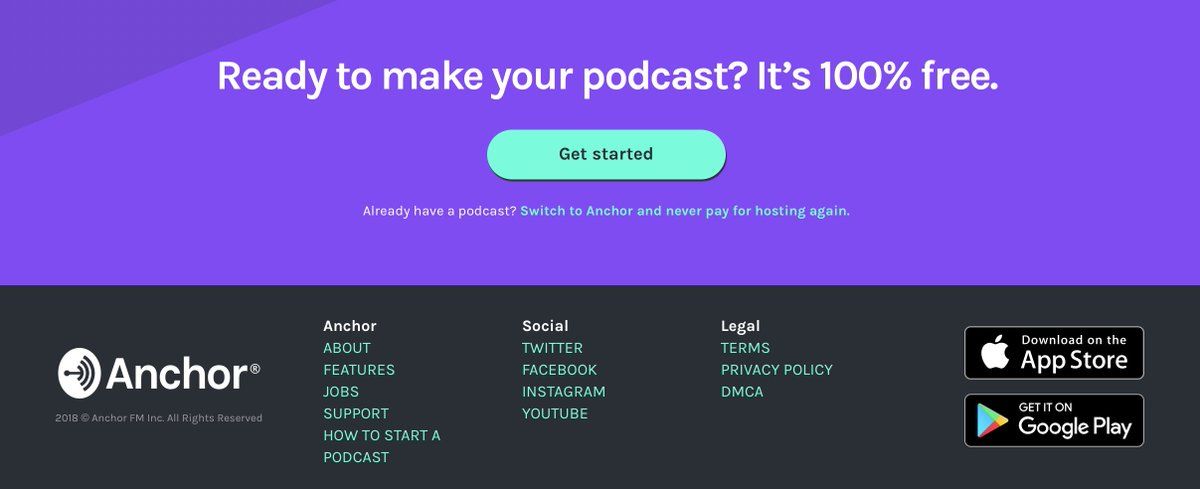 Ready to make your podcast? It's 100% free.
Get started
Already have a podcast? Switch to Anchor and never pay for hosting again.
Anchor®
2018 © Anchor FM Inc. All Rights Reserved
Anchor
ABOUT
FEATURES
JOBS
SUPPORT
HOW TO START A
PODCAST
Social
TWITTER
FACEBOOK
INSTAGRAM
YOUTUBE
Legal
TERMS
PRIVACY POLICY
DMCA
Download on the
App Store
GET IT ON
Google Play